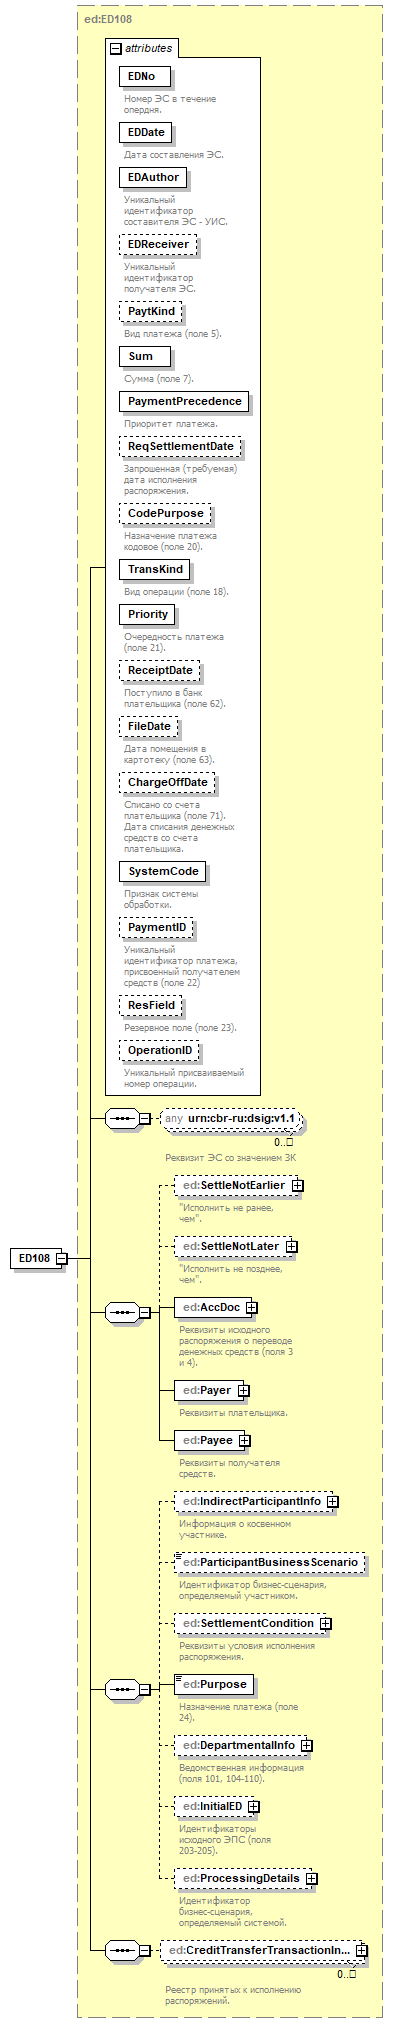 ed:ED108
attributes
EDNo
Номер ЭС в течение
опердня.
EDDate
Дата составления ЭС.
EDAuthor
Уникальный
идентификатор
составителя ЭС - УИС.
EDReceiver
Уникальный
идентификатор
получателя ЭС.
PaytKind
Вид платежа (поле 5).
Sum
Сумма (поле 7).
PaymentPrecedence
Приоритет платежа.
ReqSettlementDate
Запрошенная (требуемая)
дата исполнения
распоряжения.
CodePurpose
Назначение платежа
кодовое (поле 20).
TransKind
Вид операции (поле 18).
Priority
Очередность платежа
(поле 21).
ReceiptDate
Поступило в банк
плательщика (поле 62).
FileDate
Дата помещения в
картотеку (поле 63).
ChargeOffDate
Списано со счета
плательщика (поле 71).
Дата списания денежных
средств со счета
плательщика.
SystemCode
Признак системы
обработки.
PaymentID
Уникальный
идентификатор платежа,
присвоенный получателем
средств (поле 22)
ResField
Резервное поле (поле 23).
OperationID
Уникальный присваиваемый
номер операции.
any urn:cbr-ru:dsig:v1.1
0..
Реквизит ЭС со значением ЗК
ed:SettleNotEarlier
"Исполнить не ранее,
чем".
ed:SettleNotLater
"Исполнить не позднее,
чем".
ED108
ed:AccDoc
Реквизиты исходного
распоряжения о переводе
денежных средств (поля 3
и 4).
ed:Payer
Реквизиты плательщика.
ed:Payee
Реквизиты получателя
средств.
ed:IndirectParticipantInfo
Информация о косвенном
участнике.
ed:ParticipantBusinessScenario
Идентификатор бизнес-сценария,
определяемый участником.
ed:SettlementCondition
Реквизиты условия исполнения
распоряжения.
ed:Purpose
Назначение платежа (поле
24).
ed:DepartmentalInfo
Ведомственная информация
(поля 101, 104-110).
ed:InitialED
Идентификаторы
исходного ЭПС (поля
203-205).
ed:ProcessingDetails
Идентификатор
бизнес-сценария,
определяемый системой.
ed:CreditTransferTransactionIn...
0..
Реестр принятых к исполнению
распоряжений.